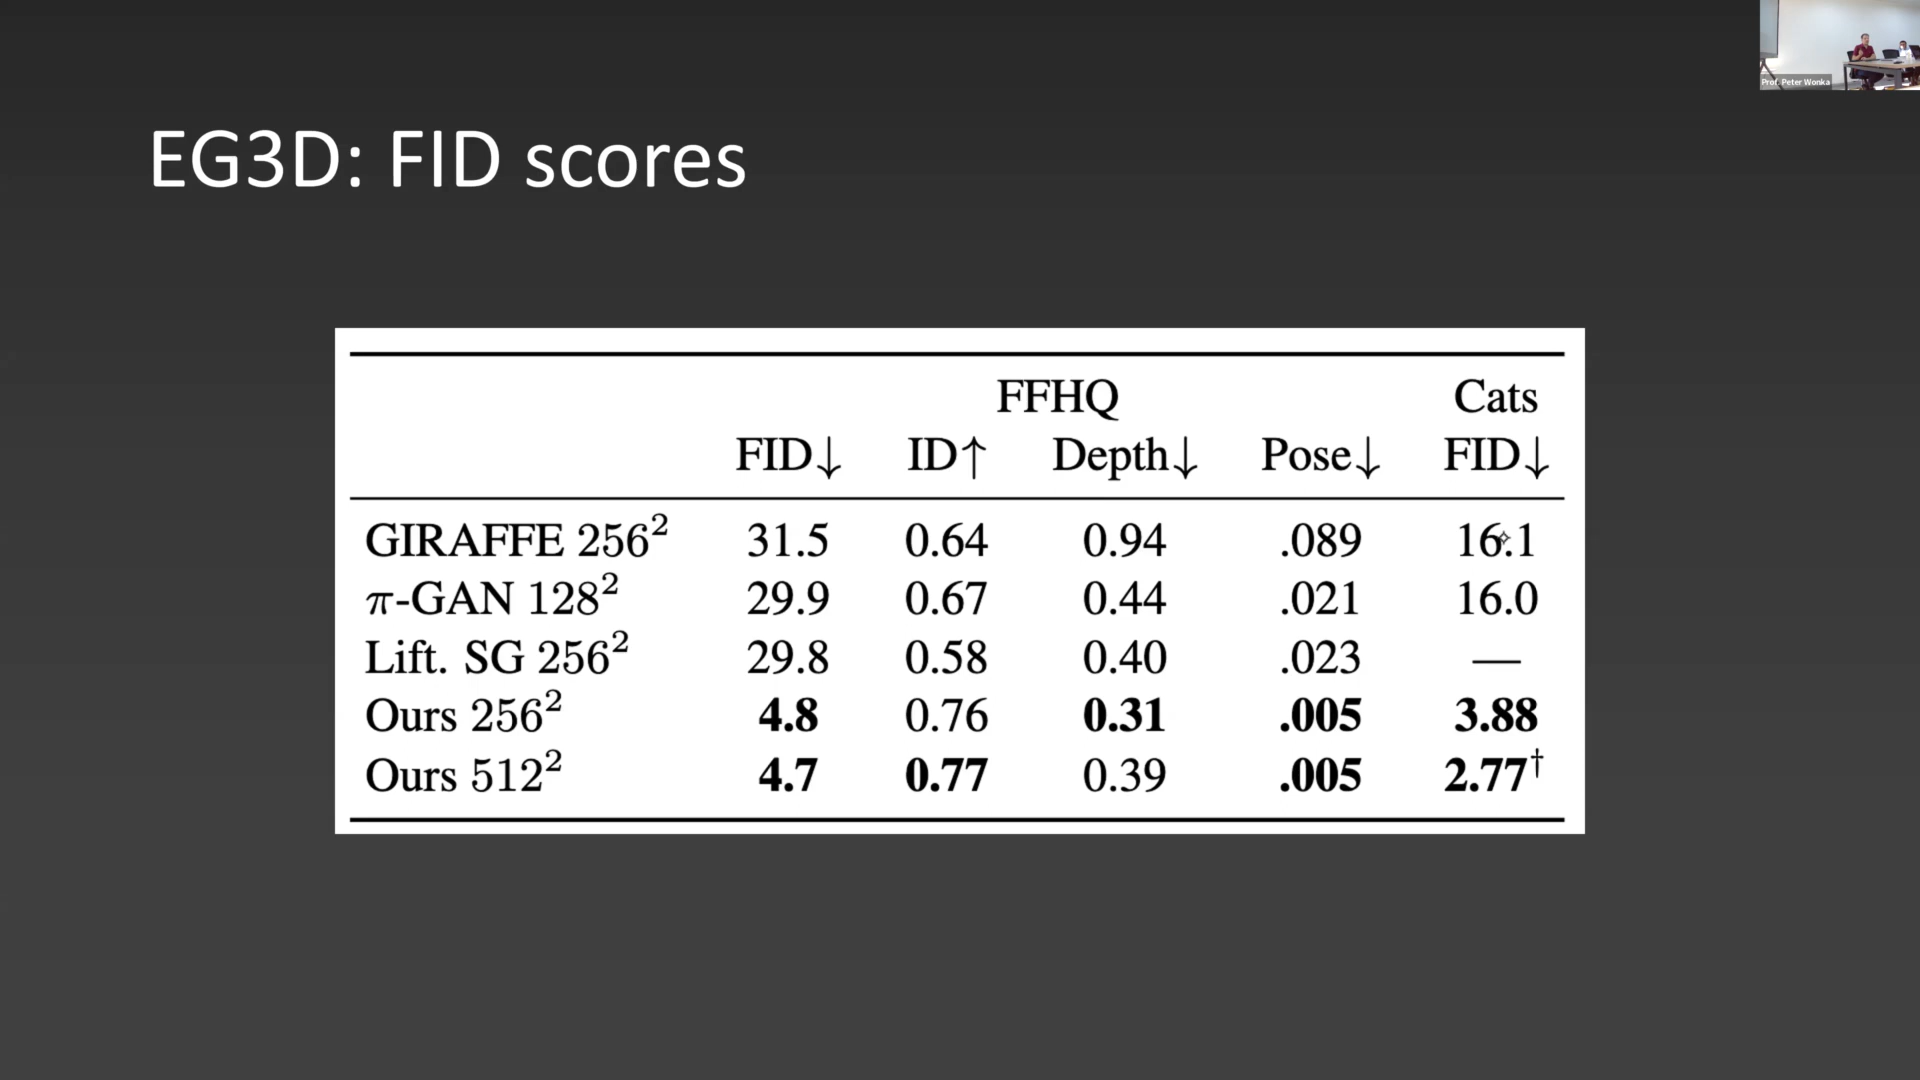 Prof. Peter Wonka
EG3D: FID scores
FFHQ Cats
FID↓ ID↑ Depth↓ Pose↓ FID↓
GIRAFFE 256² 31.5 0.64 0.94 .089 16.1
π-GAN 128² 29.9 0.67 0.44 .021 16.0
Lift. SG 256² 29.8 0.58 0.40 .023 —
Ours 256² 4.8 0.76 0.31 .005 3.88
Ours 512² 4.7 0.77 0.39 .005 2.77†